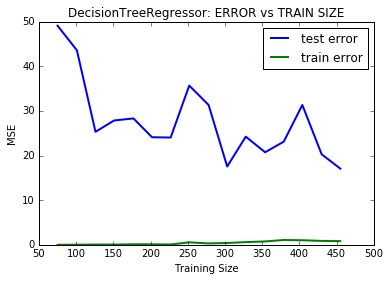 DecisionTreeRegressor: ERROR vs TRAIN SIZE
50
40
30
20
10
0
MSE
test error
train error
50 100 150 200 250 300 350 400 450 500
Training Size